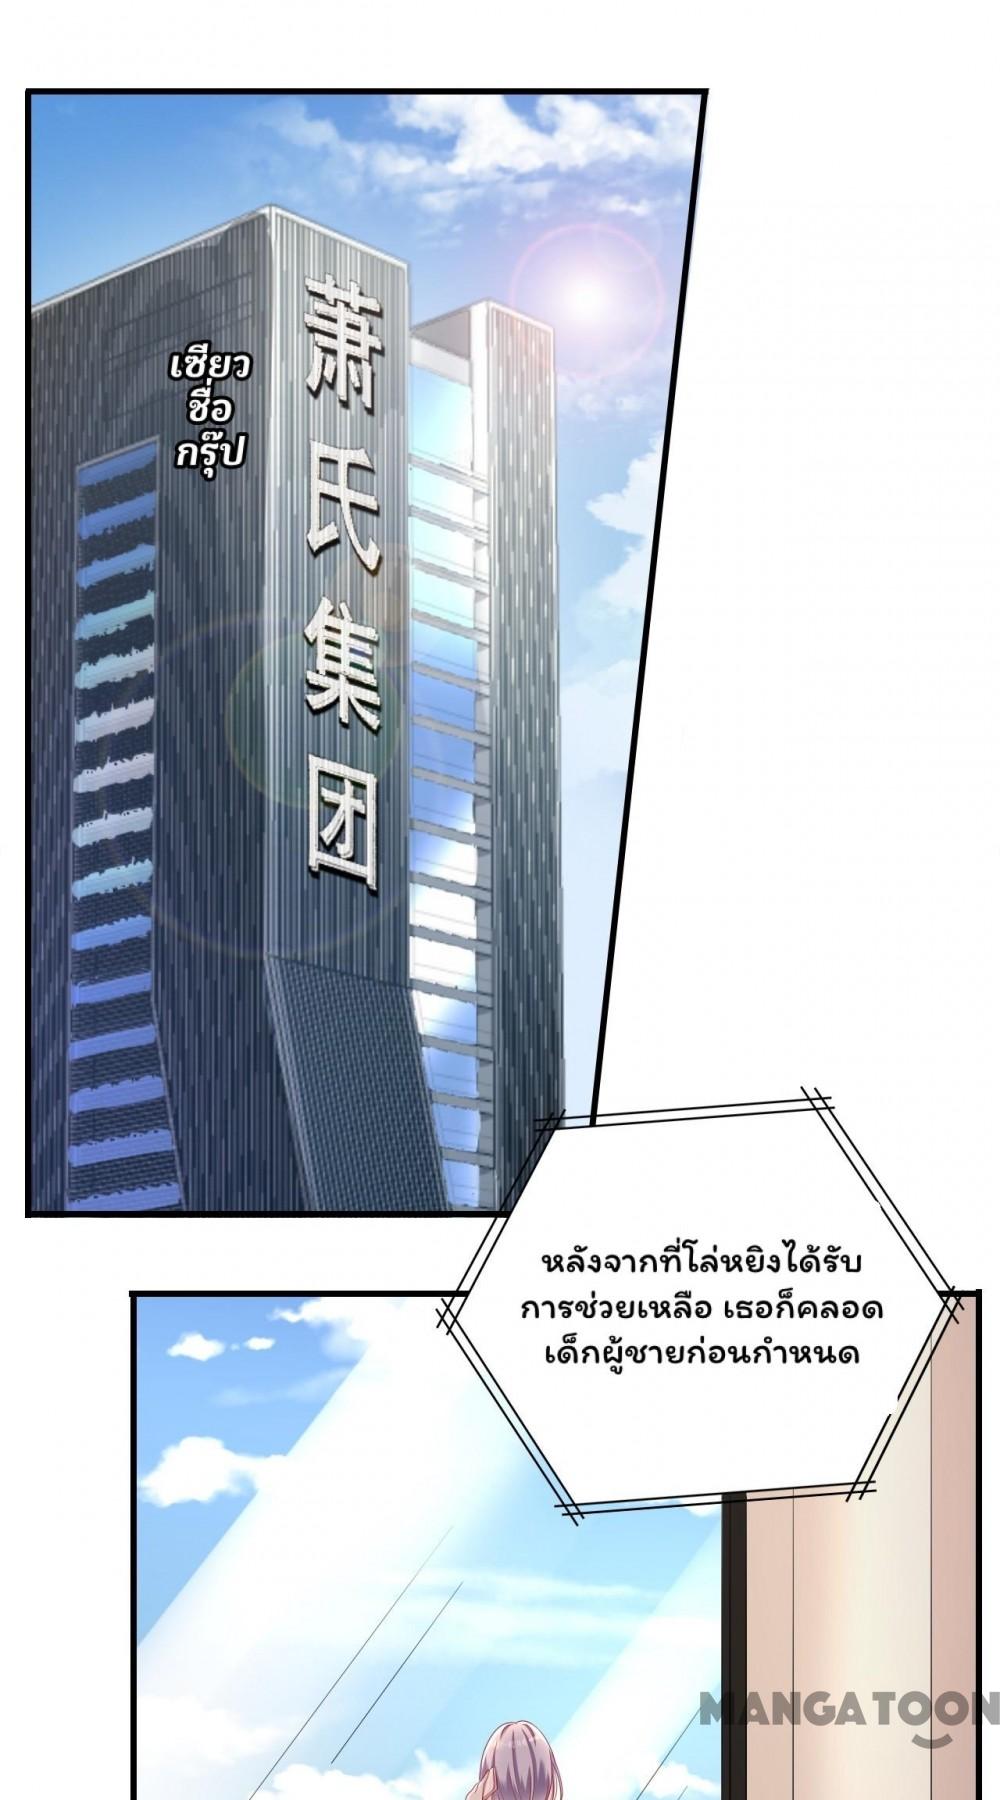 เซียว
ชื่อ
กรุ๊ป
萧氏集团
หลังจากที่โล่หยิงได้รับ
การช่วยเหลือ เธอก็คลอด
เด็กผู้ชายก่อนกำหนด
MANGATOON